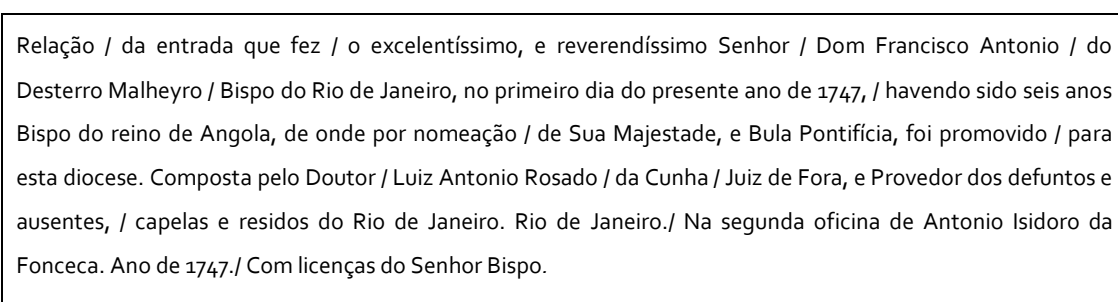 Relação / da entrada que fez / o excelentíssimo, e reverendíssimo Senhor / Dom Francisco Antonio / do
Desterro Malheyro / Bispo do Rio de Janeiro, no primeiro dia do presente ano de 1747, / havendo sido seis anos
Bispo do reino de Angola, de onde por nomeação / de Sua Majestade, e Bula Pontifícia, foi promovido / para
esta diocese. Composta pelo Doutor / Luiz Antonio Rosado / da Cunha / Juiz de Fora, e Provedor dos defuntos e
ausentes, / capelas e residos do Rio de Janeiro. Rio de Janeiro./ Na segunda oficina de Antonio Isidoro da
Fonceca. Ano de 1747./ Com licenças do Senhor Bispo.